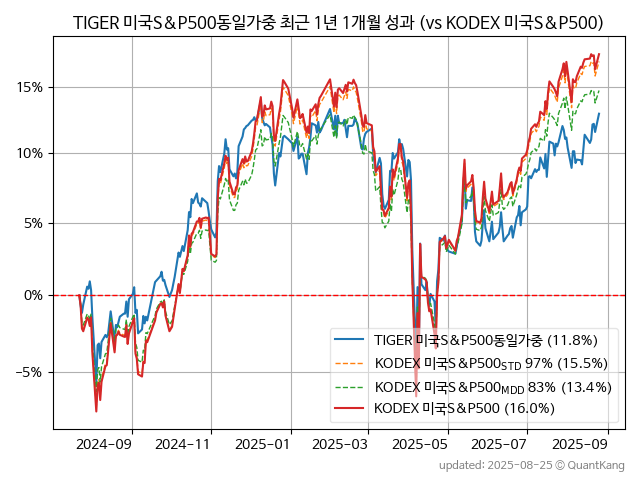 TIGER 미국S&P500동일가중 최근 1년 1개월 성과 (vs KODEX 미국S&P500)
15%
10%
5%
0%
−5%
TIGER 미국S&P500동일가중 (11.8%)
KODEX 미국S&P500STD 97% (15.5%)
KODEX 미국S&P500MDD 83% (13.4%)
KODEX 미국S&P500 (16.0%)
2024-09 2024-11 2025-01 2025-03 2025-05 2025-07 2025-09
updated: 2025-08-25 © QuantKang